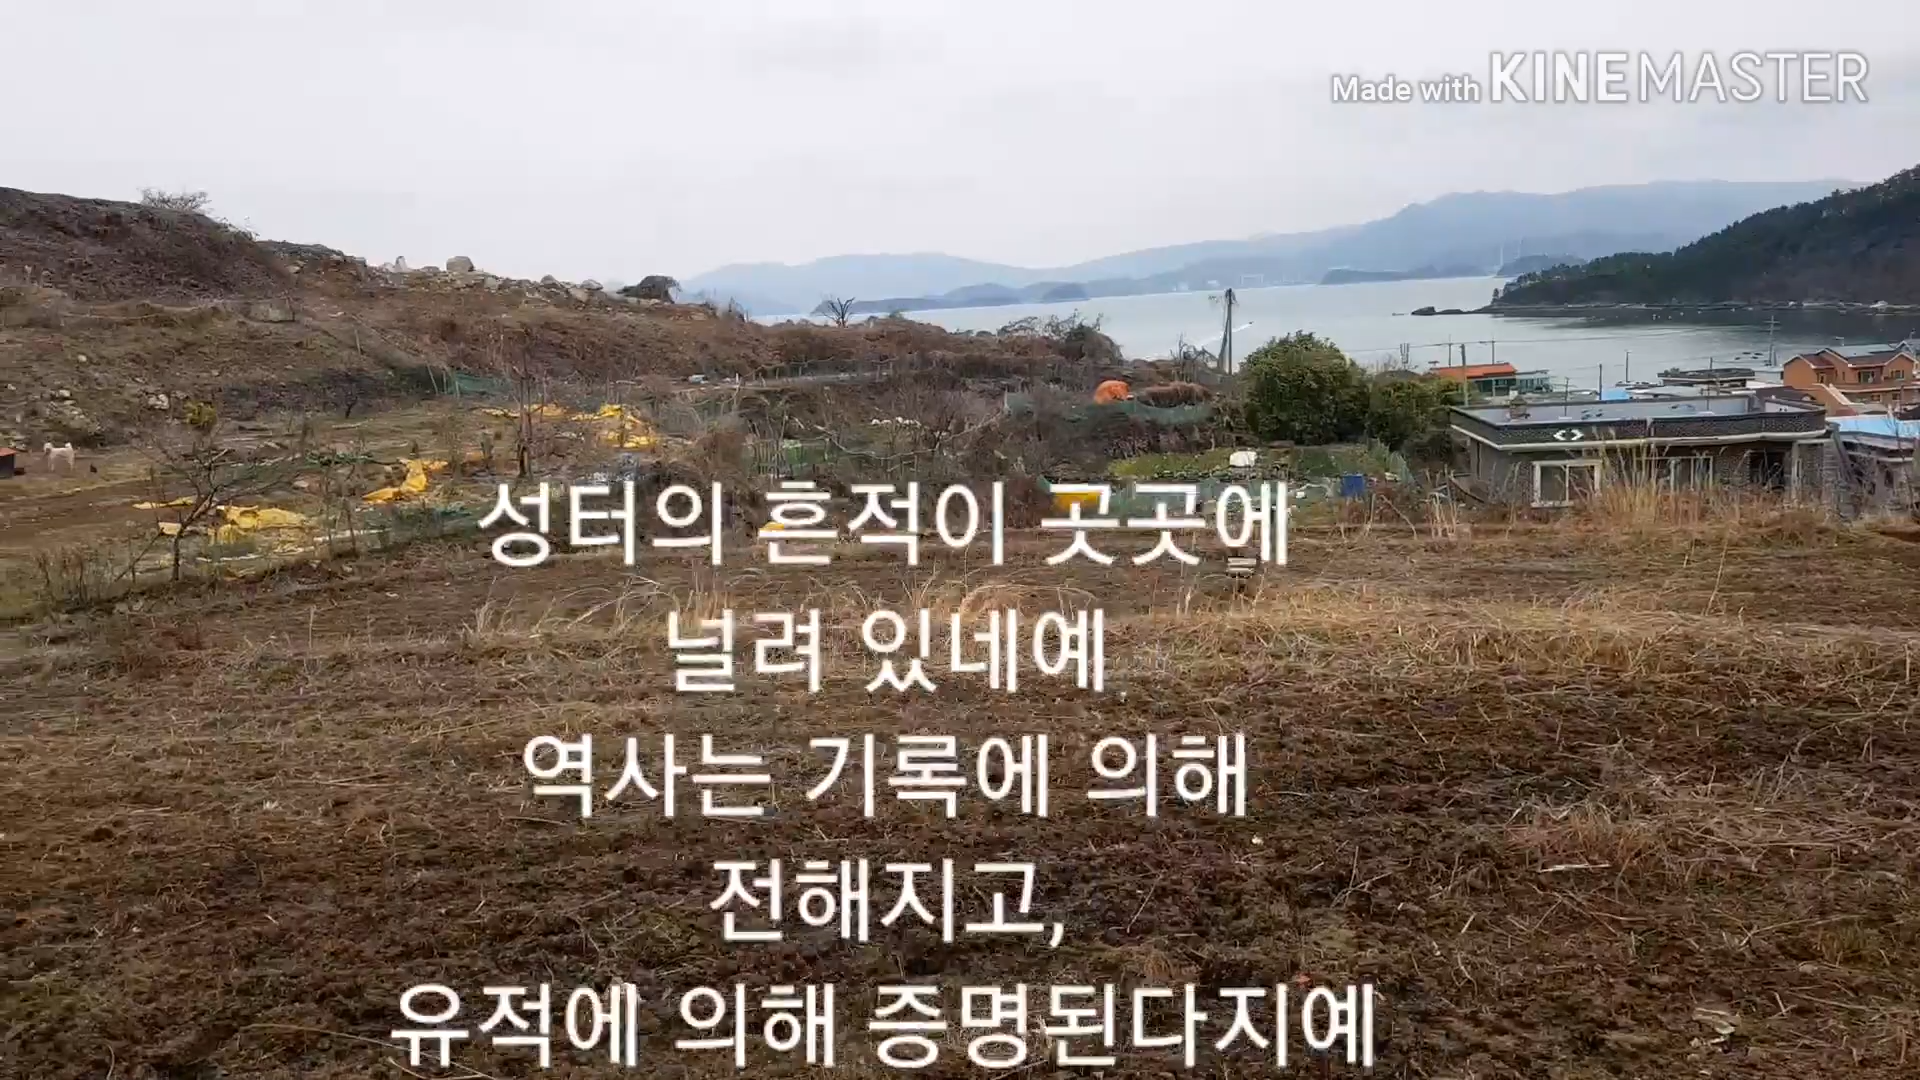 Made with KINEMASTER
성터의 흔적이 곳곳에
널려 있네예
역사는 기록에 의해
전해지고,
유적에 의해 증명된다지예